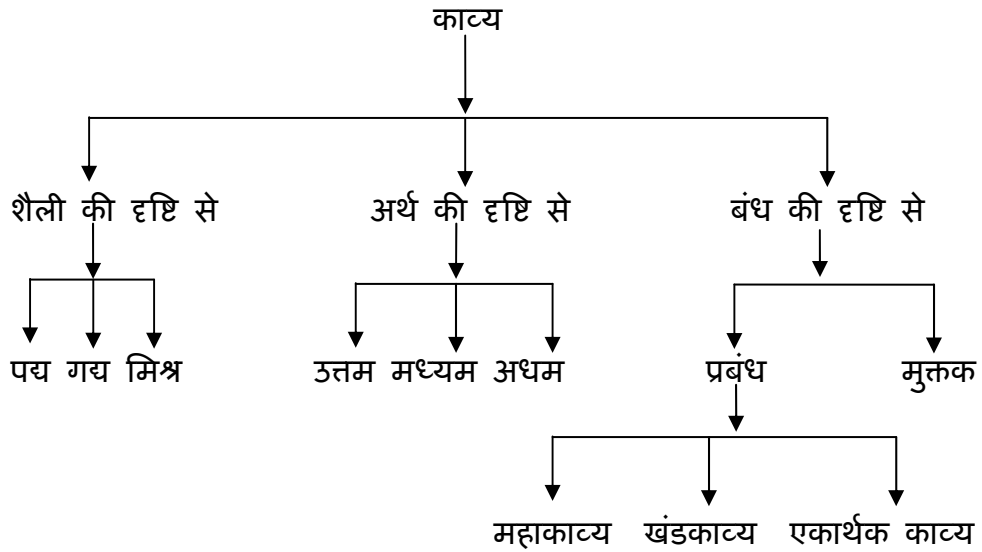 काव्य
शैली की दृष्टि से अर्थ की दृष्टि से बंध की दृष्टि से
पद्य गद्य मिश्र उत्तम मध्यम अधम प्रबंध मुक्तक
महाकाव्य खंडकाव्य एकार्थक काव्य